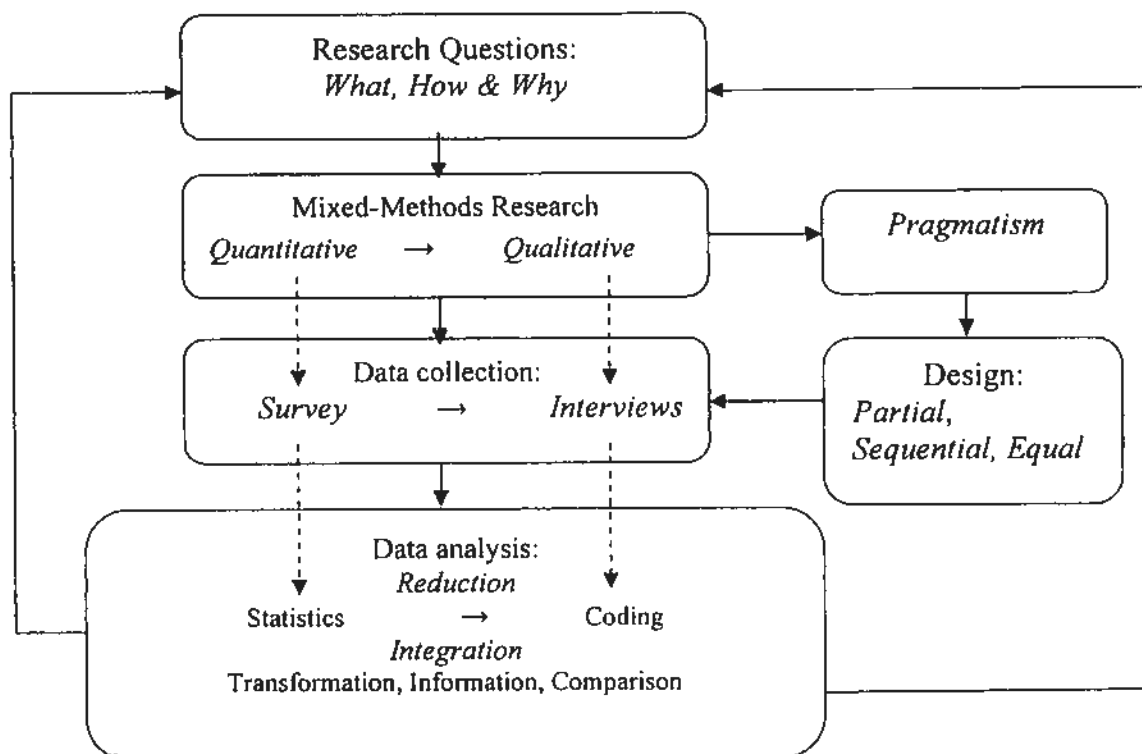 Research Questions:
What, How & Why
Mixed-Methods Research
Quantitative → Qualitative
Pragmatism
Data collection:
Survey → Interviews
Design:
Partial,
Sequential, Equal
Data analysis:
Reduction
Statistics → Coding
Integration
Transformation, Information, Comparison